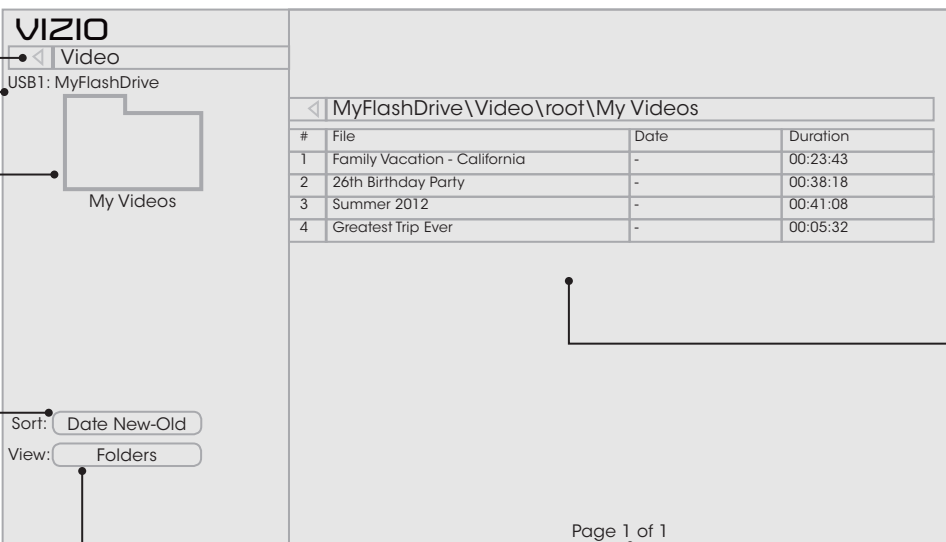 VIZIO
Video
USB1: MyFlashDrive
My Videos
Sort: Date New-Old
View: Folders
MyFlashDrive\Video\root\My Videos
# File Date Duration
1 Family Vacation - California - 00:23:43
2 26th Birthday Party - 00:38:18
3 Summer 2012 - 00:41:08
4 Greatest Trip Ever - 00:05:32
Page 1 of 1